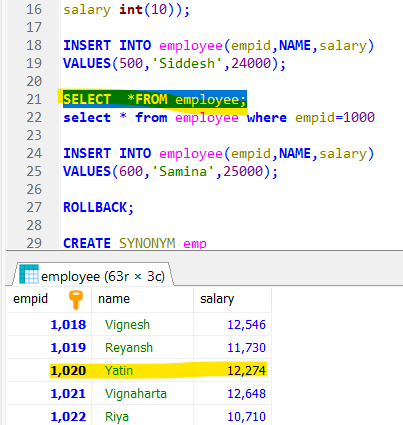 16 salary int(10));
17
18 INSERT INTO employee(empid,NAME,salary)
19 VALUES(500,'Siddesh',24000);
20
21 SELECT *FROM employee;
22 select * from employee where empid=1000
23
24 INSERT INTO employee(empid,NAME,salary)
25 VALUES(600,'Samina',25000);
26
27 ROLLBACK;
28
29 CREATE SYNONYM emp
employee (63r × 3c)
empid name salary
1,018 Vignesh 12,546
1,019 Reyansh 11,730
1,020 Yatin 12,274
1,021 Vignaharta 12,648
1,022 Riya 10,710